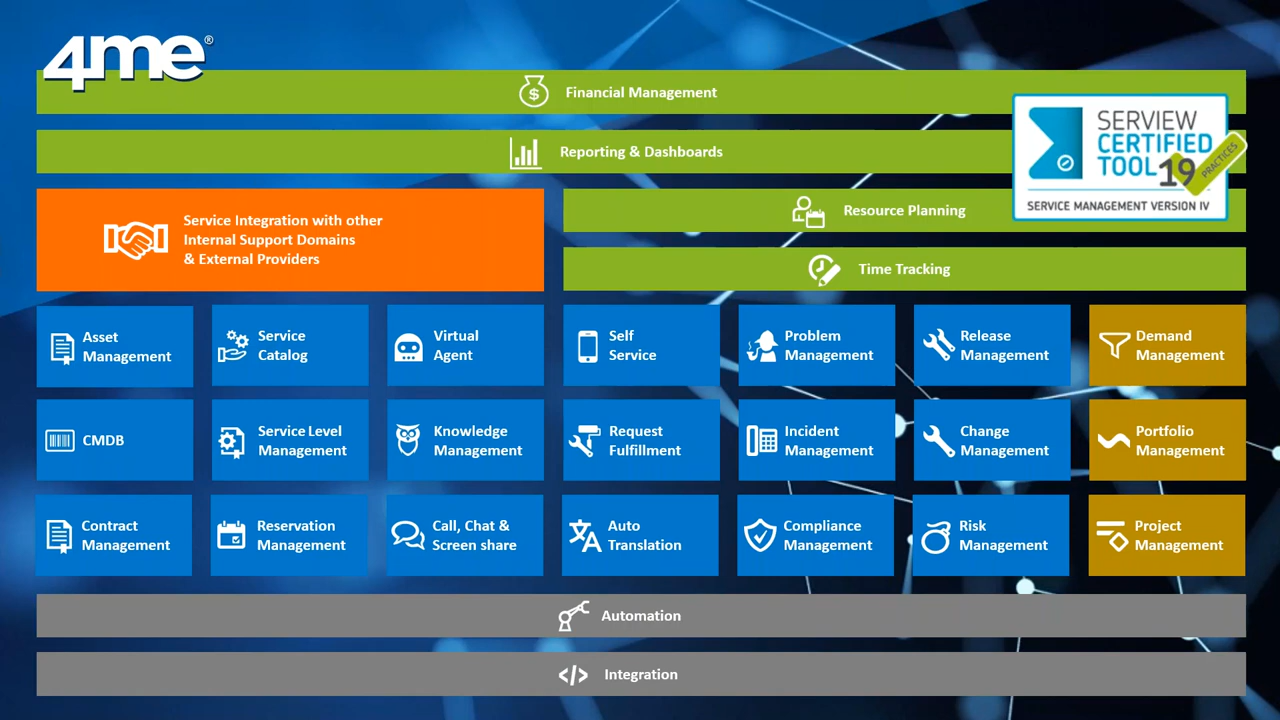 4me®
Financial Management
SERVIEW
CERTIFIED
TOOL 19
PRACTICES
SERVICE MANAGEMENT VERSION IV
Reporting & Dashboards
Service Integration with other
Internal Support Domains
& External Providers
Resource Planning
Time Tracking
Asset
Management
Service
Catalog
Virtual
Agent
Self
Service
Problem
Management
Release
Management
Demand
Management
CMDB
Service Level
Management
Knowledge
Management
Request
Fulfillment
Incident
Management
Change
Management
Portfolio
Management
Contract
Management
Reservation
Management
Call, Chat &
Screen share
Auto
Translation
Compliance
Management
Risk
Management
Project
Management
Automation
Integration